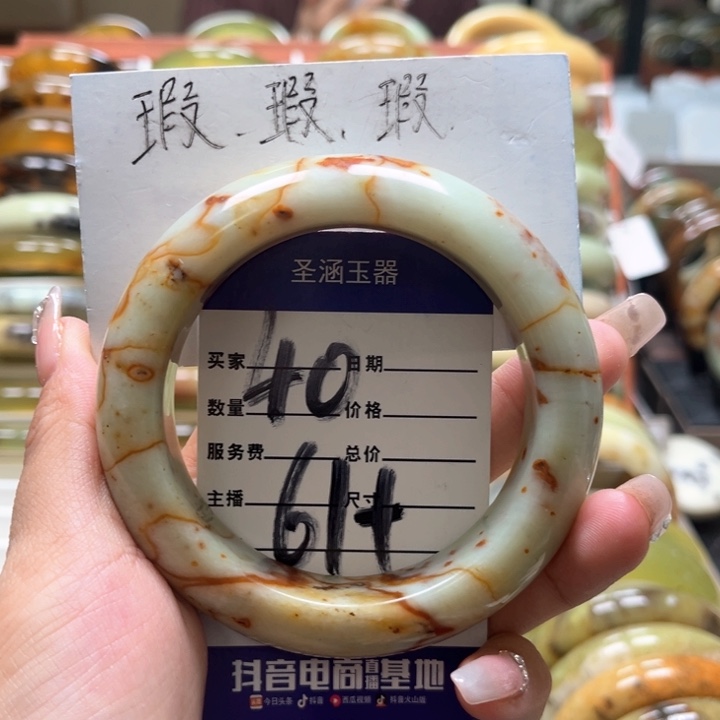 瑕.瑕.瑕.
圣涵玉器
买家 日期
40
数量 价格
服务费 总价
主播 尺寸
61+
抖音电商直播基地
今日头条 抖音 西瓜视频 抖音火山版